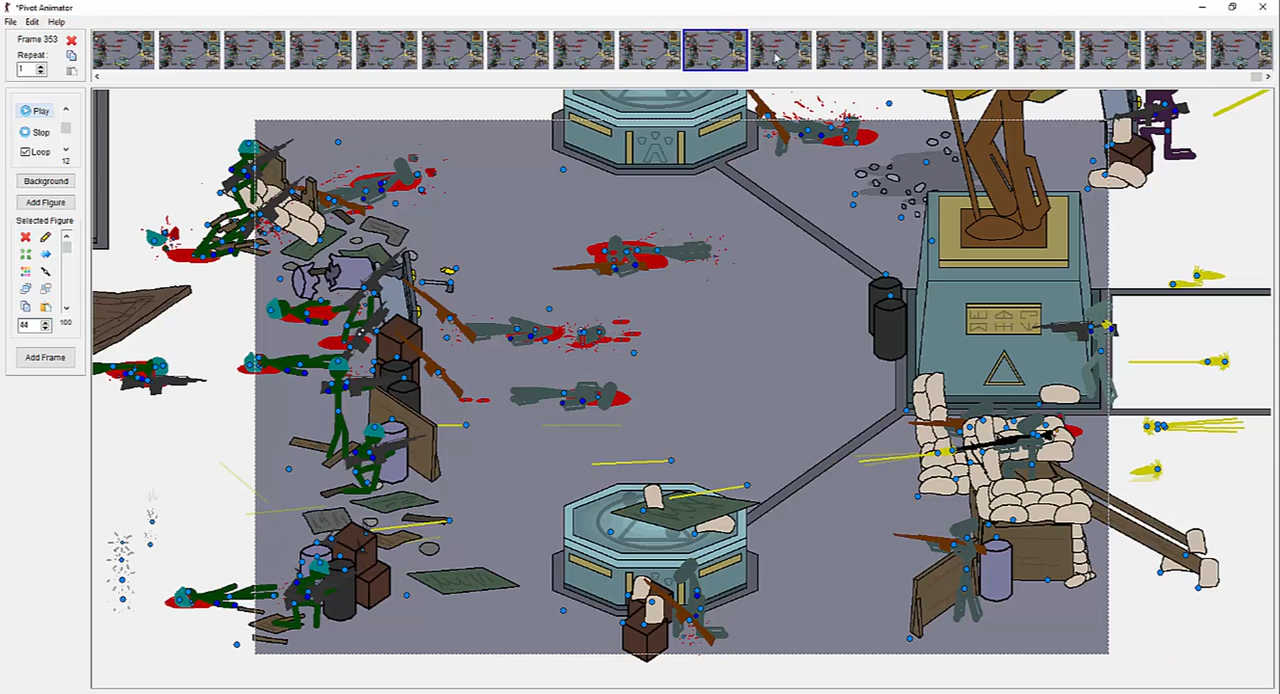 *Pivot Animator
File Edit Help
Frame 353
Repeat:
1
Play
Stop
Loop
12
Background
Add Figure
Selected Figure
44
100
Add Frame